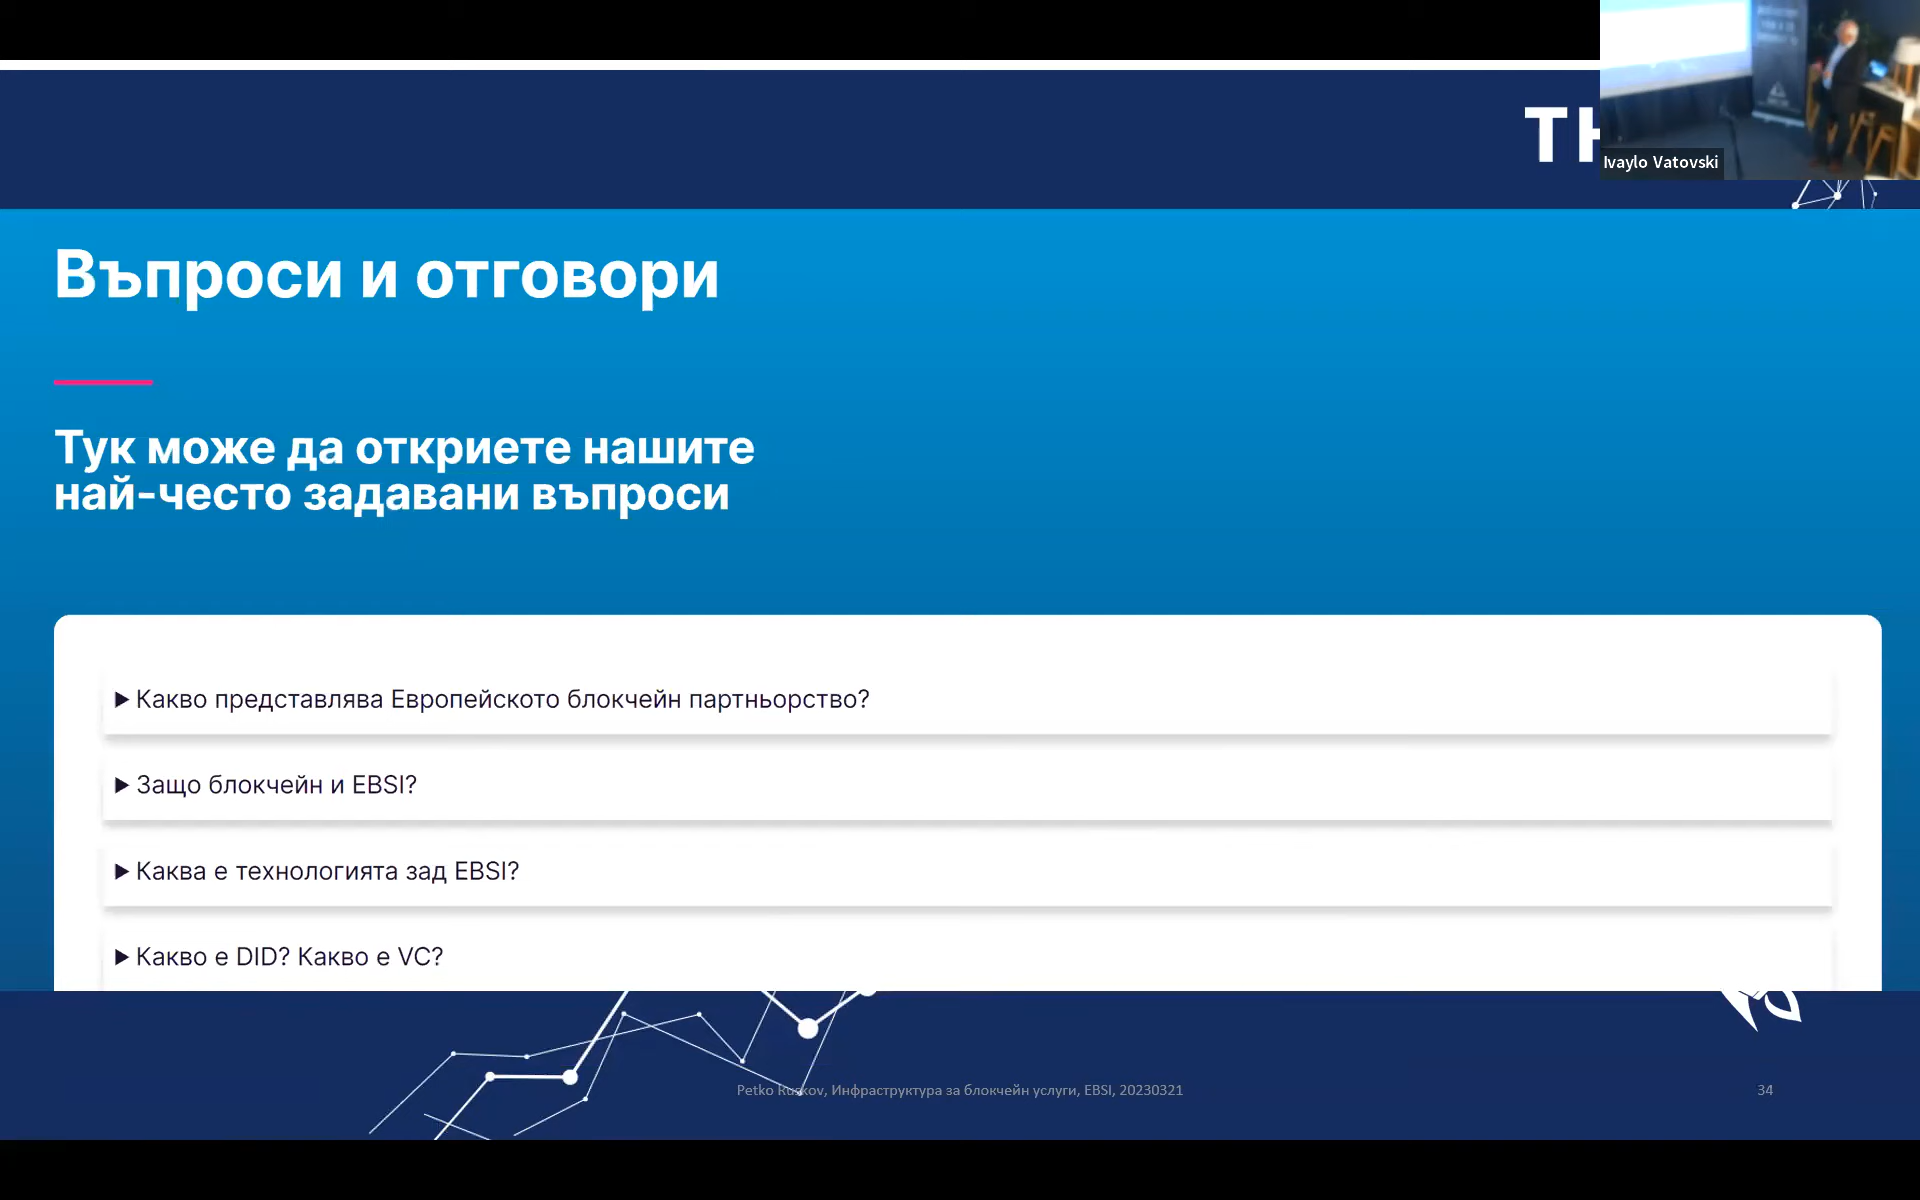 Ivaylo Vatovski
Въпроси и отговори
Тук може да откриете нашите
най-често задавани въпроси
▶ Какво представлява Европейското блокчейн партньорство?
▶ Защо блокчейн и EBSI?
▶ Каква е технологията зад EBSI?
▶ Какво е DID? Какво е VC?
Petko Ruskov, Инфраструктура за блокчейн услуги, EBSI, 20230321
34